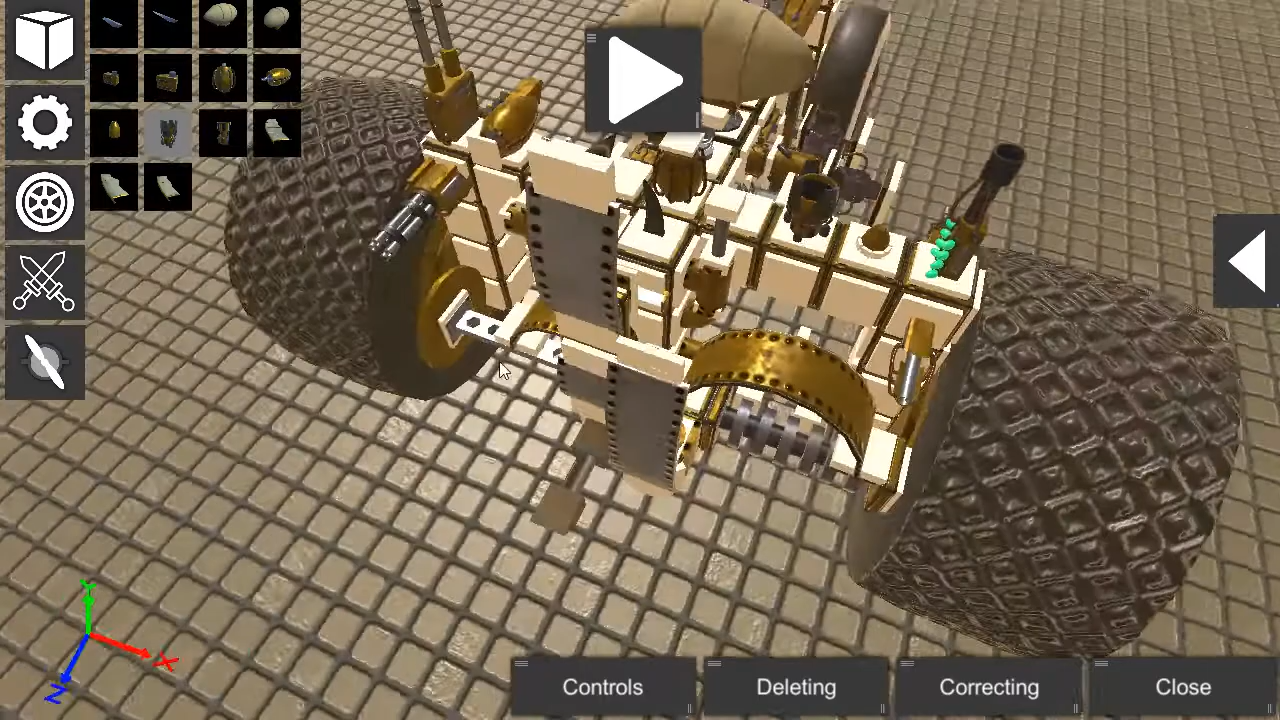 Y
X
Z
Controls
Deleting
Correcting
Close